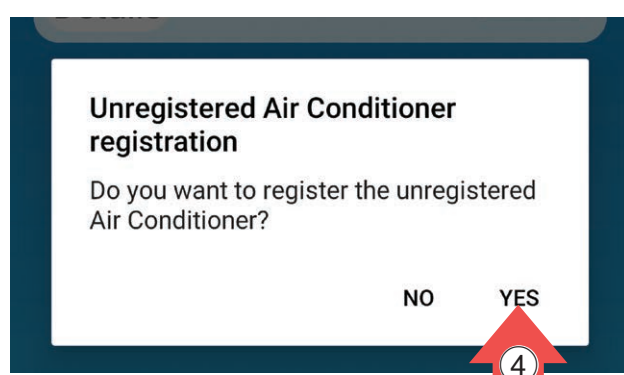 Unregistered Air Conditioner
registration
Do you want to register the unregistered
Air Conditioner?
NO YES
4